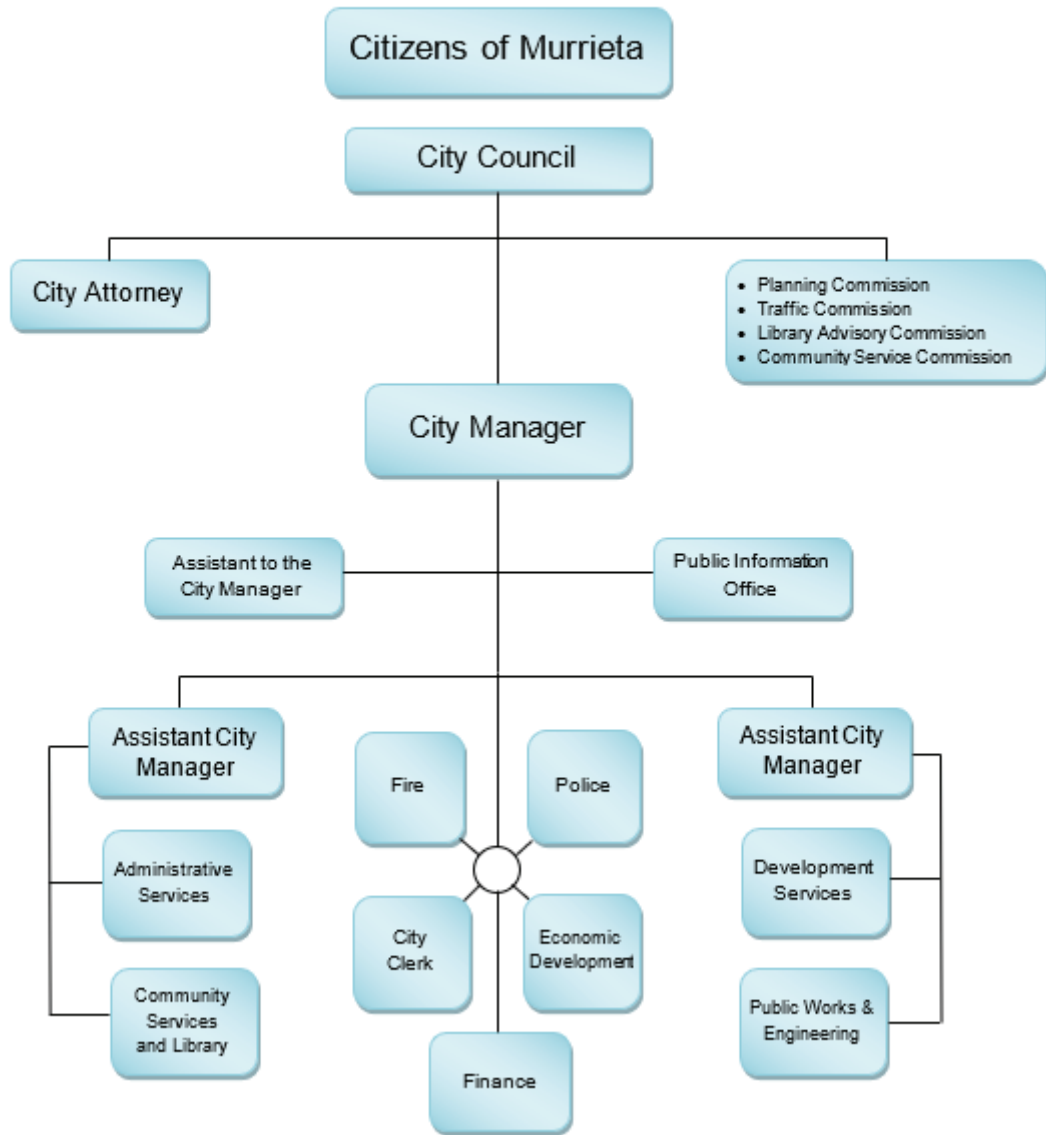 Citizens of Murrieta
City Council
City Attorney
• Planning Commission
• Traffic Commission
• Library Advisory Commission
• Community Service Commission
City Manager
Assistant to the
City Manager
Public Information
Office
Assistant City
Manager
Assistant City
Manager
Fire
Police
Administrative
Services
Development
Services
City
Clerk
Economic
Development
Community
Services
and Library
Public Works &
Engineering
Finance